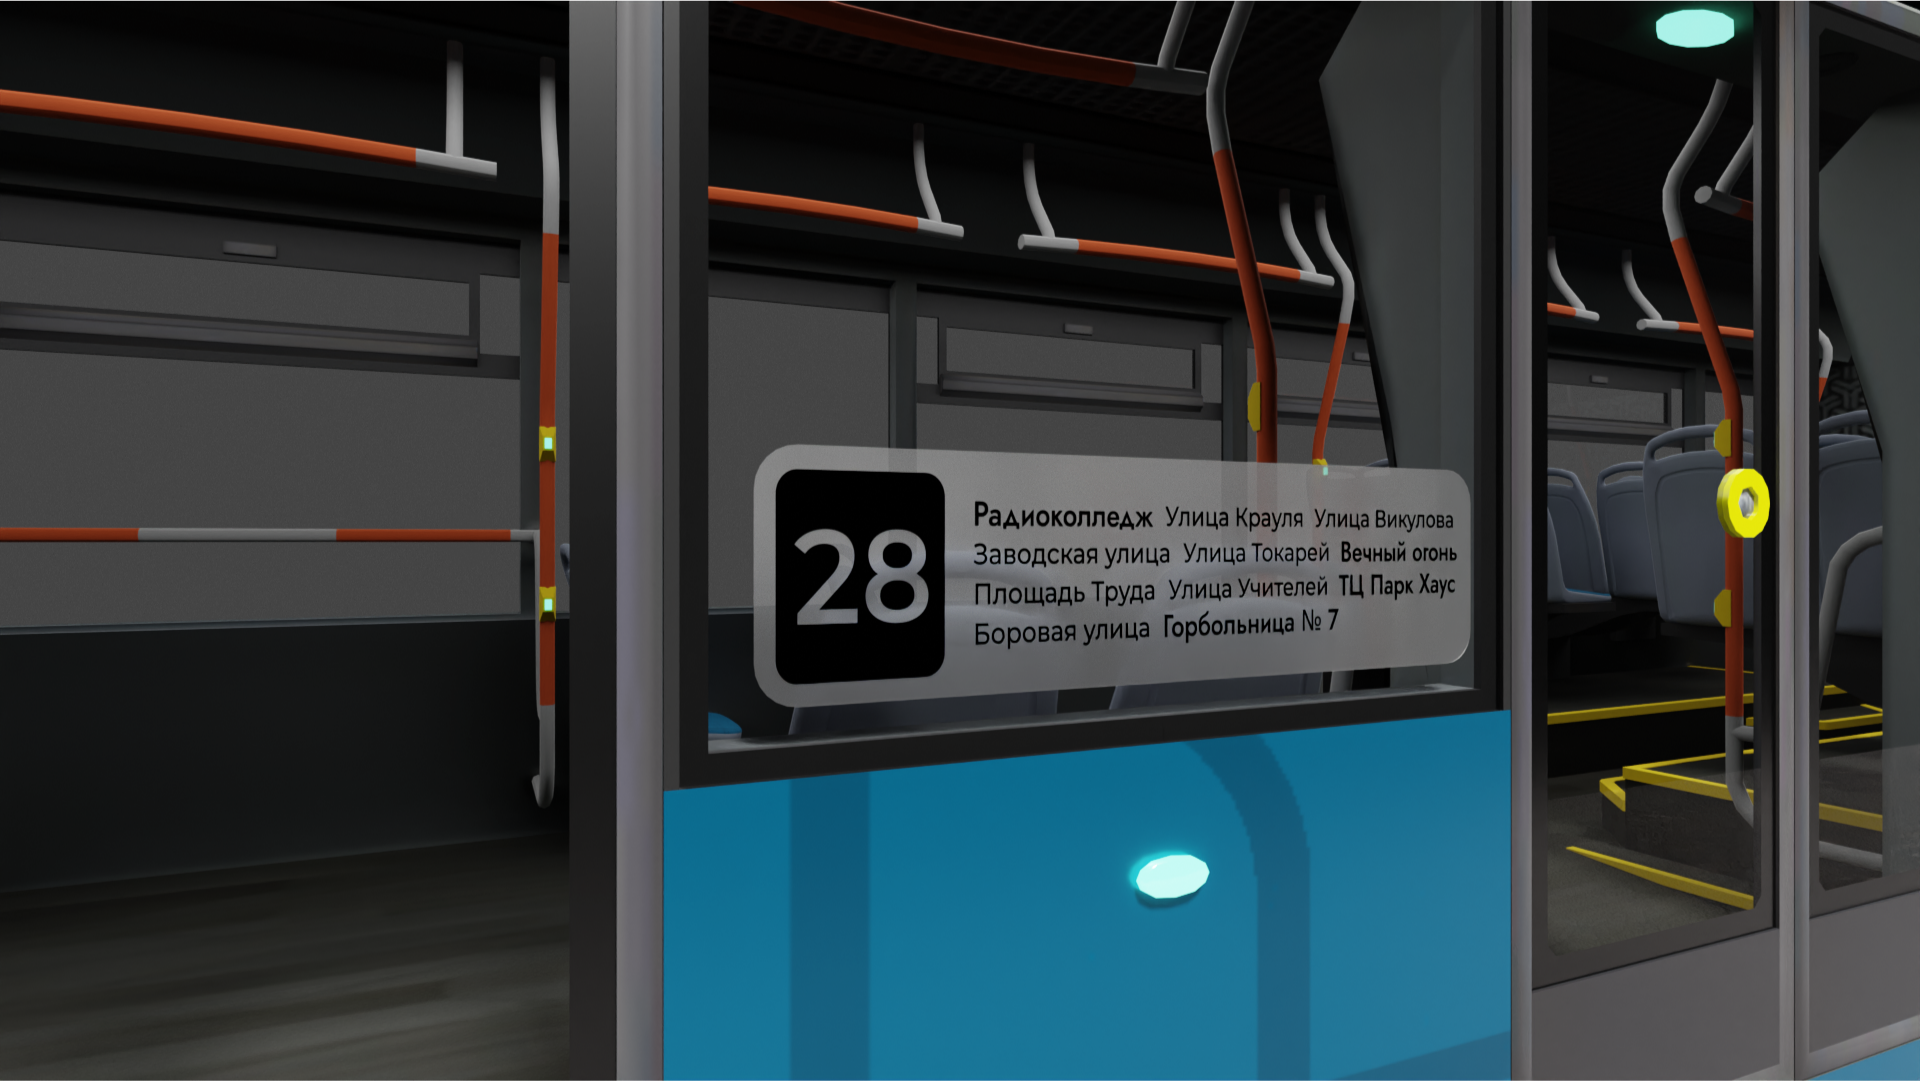 28
Радиоколледж Улица Крауля Улица Викулова
Заводская улица Улица Токарей Вечный огонь
Площадь Труда Улица Учителей ТЦ Парк Хаус
Боровая улица Горбольница № 7